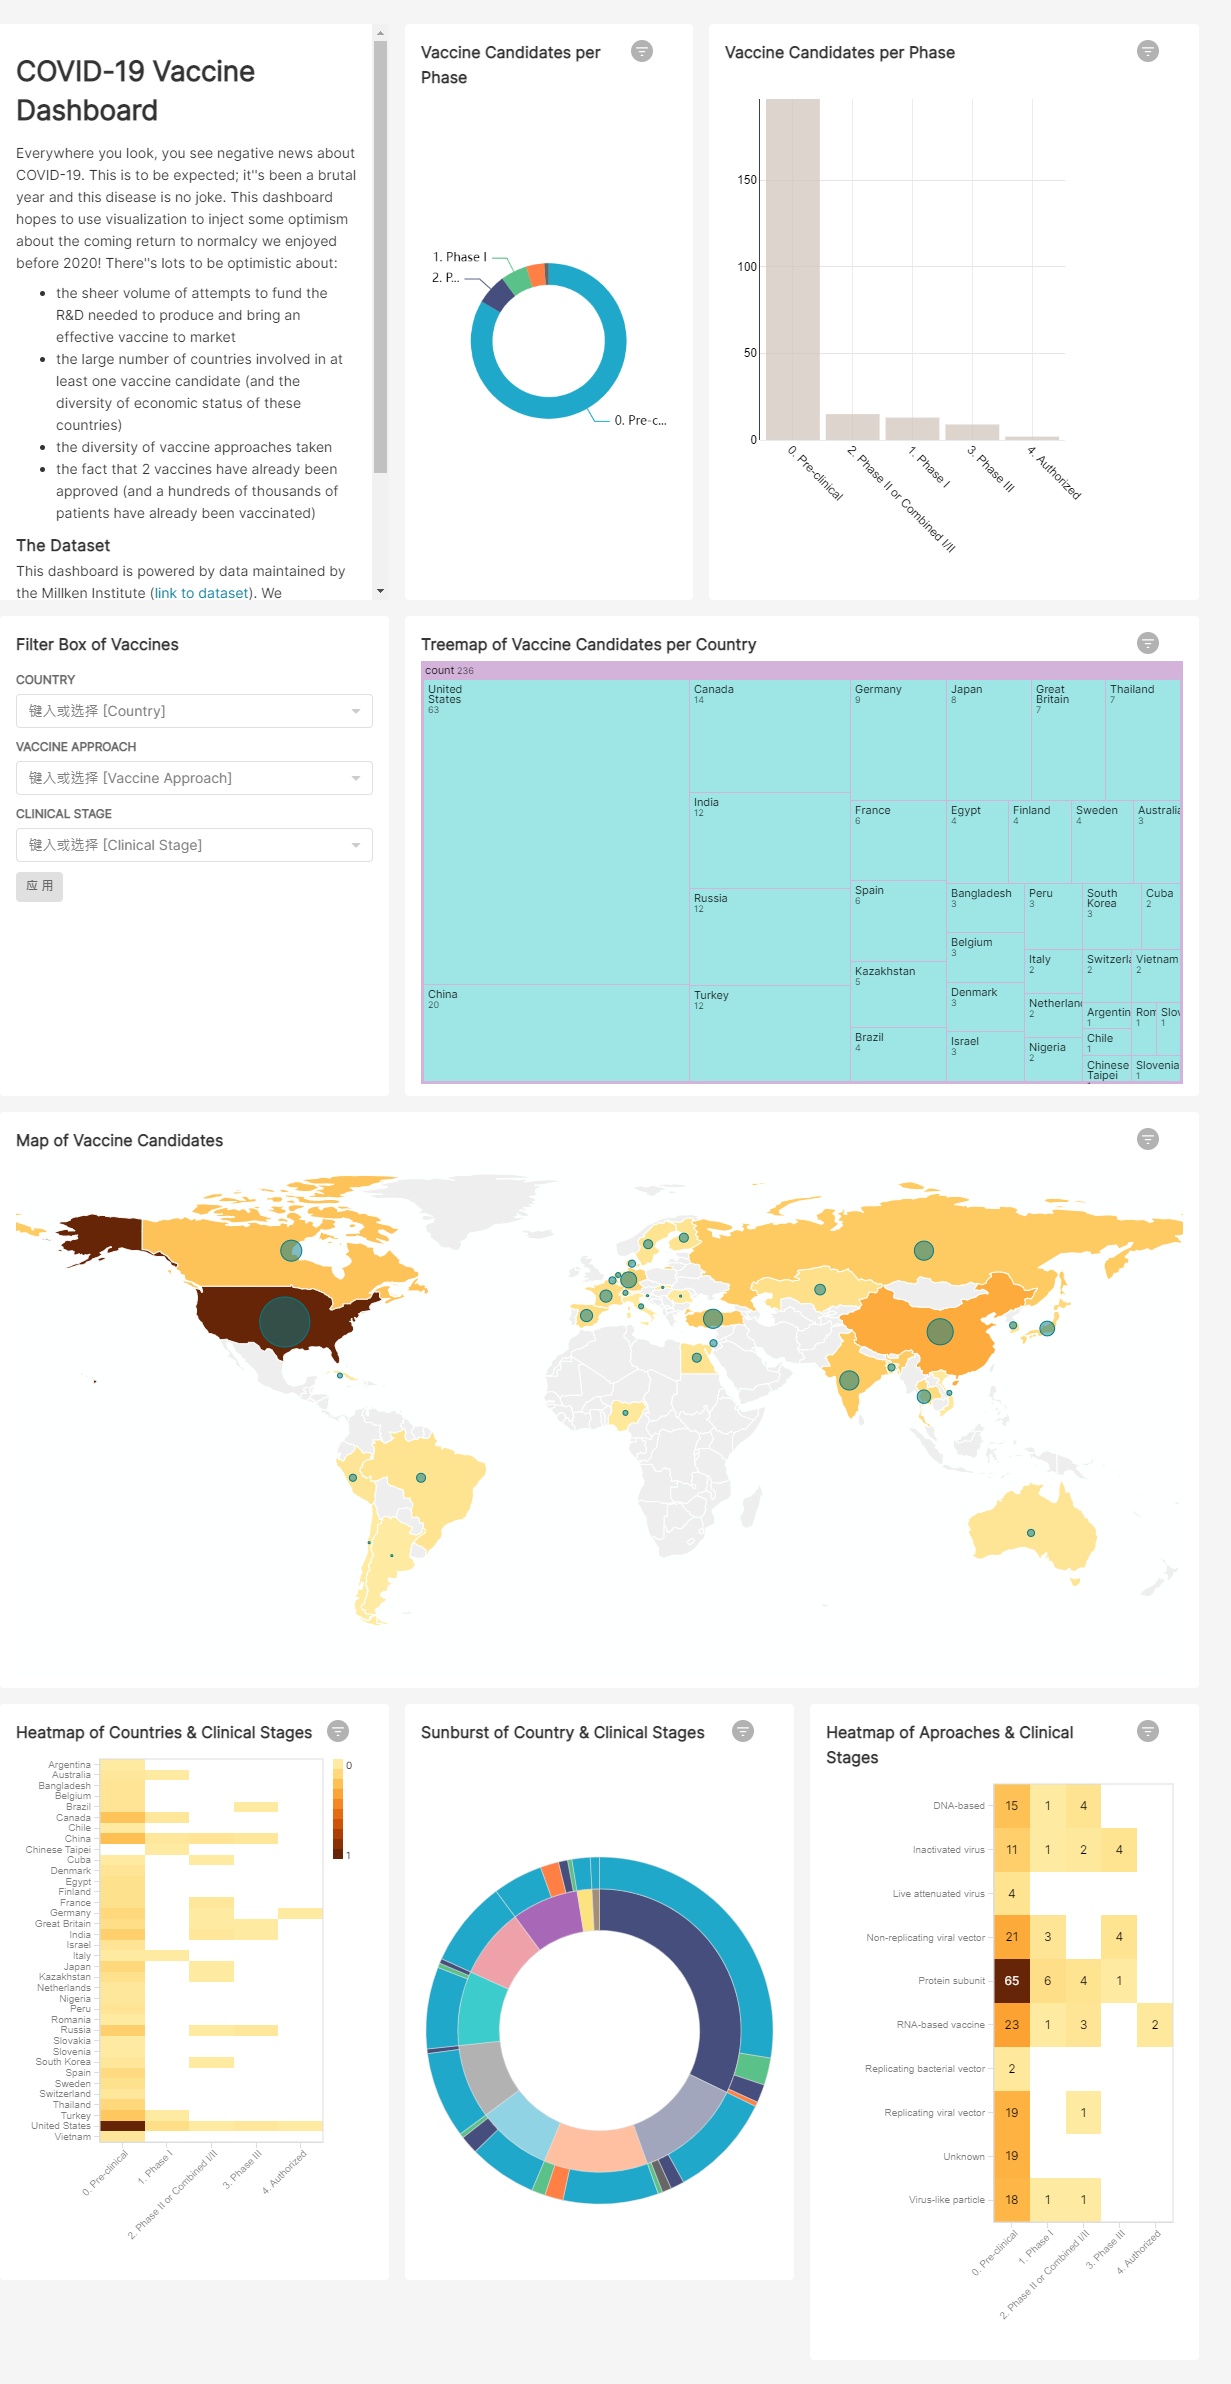 COVID-19 Vaccine
Dashboard
Everywhere you look, you see negative news about
COVID-19. This is to be expected; it''s been a brutal
year and this disease is no joke. This dashboard
hopes to use visualization to inject some optimism
about the coming return to normalcy we enjoyed
before 2020! There''s lots to be optimistic about:
the sheer volume of attempts to fund the
R&D needed to produce and bring an
effective vaccine to market
the large number of countries involved in at
least one vaccine candidate (and the
diversity of economic status of these
countries)
the diversity of vaccine approaches taken
the fact that 2 vaccines have already been
approved (and a hundreds of thousands of
patients have already been vaccinated)
The Dataset
This dashboard is powered by data maintained by
the Millken Institute (link to dataset). We
Vaccine Candidates per
Phase
1. Phase I
2. P...
0. Pre-c...
Vaccine Candidates per Phase
150
100
50
0
0. Pre-clinical
2. Phase II or Combined I/II
1. Phase I
3. Phase III
4. Authorized
Filter Box of Vaccines
COUNTRY
键入或选择 [Country]
VACCINE APPROACH
键入或选择 [Vaccine Approach]
CLINICAL STAGE
键入或选择 [Clinical Stage]
应 用
Treemap of Vaccine Candidates per Country
count 236
United
States
63
China
20
Canada
14
India
12
Russia
12
Turkey
12
Germany
9
France
6
Spain
6
Kazakhstan
5
Brazil
4
Japan
8
Great
Britain
7
Thailand
7
Egypt
4
Finland
4
Sweden
4
Australia
3
Bangladesh
3
Belgium
3
Denmark
3
Israel
3
Peru
3
South
Korea
3
Cuba
2
Italy
2
Netherland
2
Nigeria
2
Switzerla
2
Vietnam
2
Argentin
1
Rom
1
Slov
1
Chile
1
Chinese
Taipei
Slovenia
1
Map of Vaccine Candidates
Heatmap of Countries & Clinical Stages
Argentina
Australia
Bangladesh
Belgium
Brazil
Canada
Chile
China
Chinese Taipei
Cuba
Denmark
Egypt
Finland
France
Germany
Great Britain
India
Israel
Italy
Japan
Kazakhstan
Netherlands
Nigeria
Peru
Romania
Russia
Slovakia
Slovenia
South Korea
Spain
Sweden
Switzerland
Thailand
Turkey
United States
Vietnam
0. Pre-clinical
1. Phase I
2. Phase II or Combined I/II
3. Phase III
4. Authorized
0
1
Sunburst of Country & Clinical Stages
Heatmap of Aproaches & Clinical
Stages
DNA-based 15 1 4
Inactivated virus 11 1 2 4
Live attenuated virus 4
Non-replicating viral vector 21 3 4
Protein subunit 65 6 4 1
RNA-based vaccine 23 1 3 2
Replicating bacterial vector 2
Replicating viral vector 19 1
Unknown 19
Virus-like particle 18 1 1
0. Pre-clinical
1. Phase I
2. Phase II or Combined I/II
3. Phase III
4. Authorized